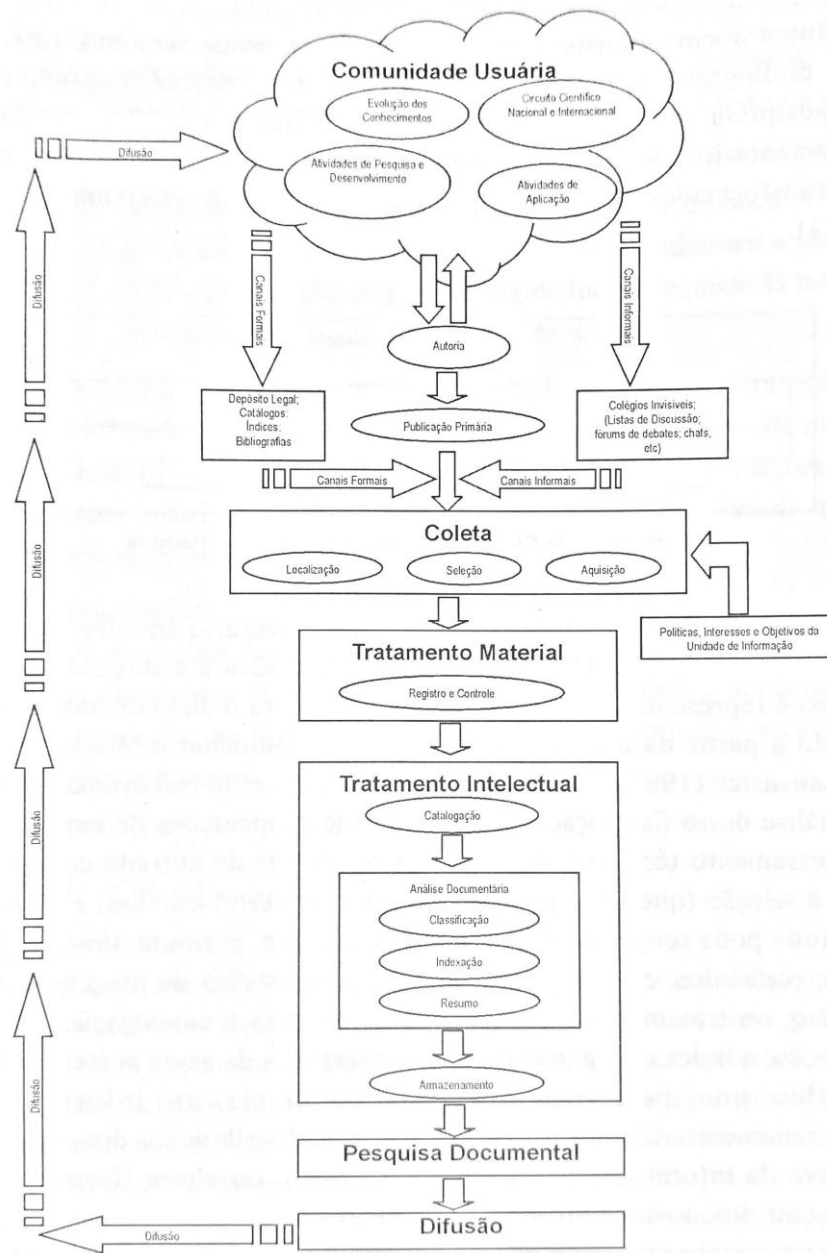 Comunidade Usuária
Evolução dos
Conhecimentos
Circuito Científico
Nacional e Internacional
Atividades de Pesquisa e
Desenvolvimento
Atividades de
Aplicação
Difusão
Difusão
Canais Formais
Canais Informais
Autoria
Depósito Legal;
Catálogos;
Índices;
Bibliografias
Publicação Primária
Colégios Invisíveis;
(Listas de Discussão;
fóruns de debates; chats,
etc)
Canais Formais
Canais Informais
Difusão
Coleta
Localização
Seleção
Aquisição
Políticas, Interesses e Objetivos da
Unidade de Informação
Tratamento Material
Registro e Controle
Difusão
Tratamento Intelectual
Catalogação
Análise Documentária
Classificação
Indexação
Resumo
Armazenamento
Difusão
Pesquisa Documental
Difusão
Difusão